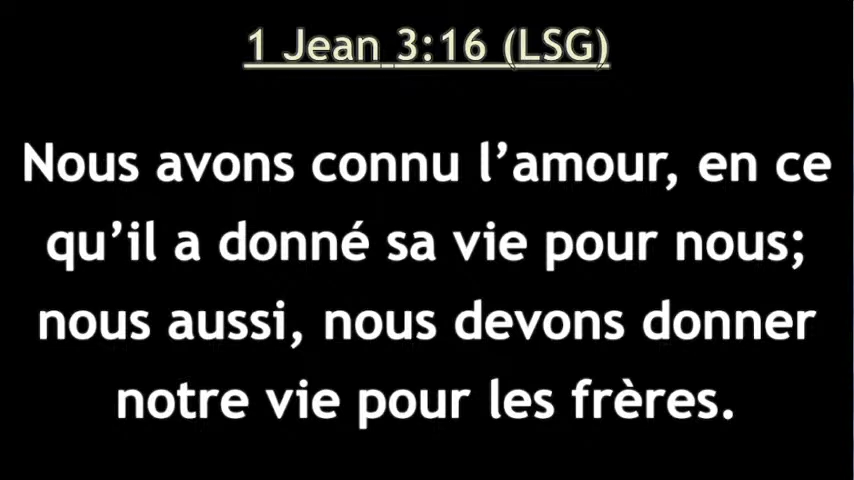 1 Jean 3:16 (LSG)
Nous avons connu l’amour, en ce
qu’il a donné sa vie pour nous;
nous aussi, nous devons donner
notre vie pour les frères.